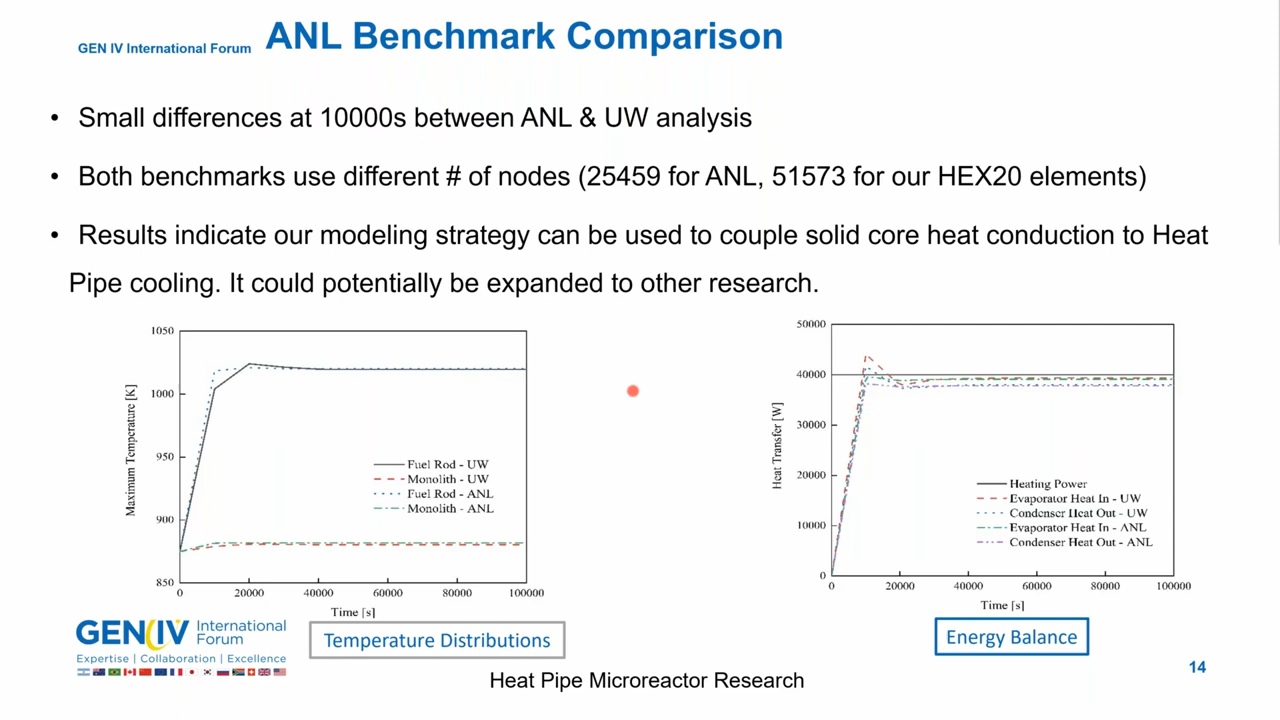 GEN IV International Forum
ANL Benchmark Comparison
• Small differences at 10000s between ANL & UW analysis
• Both benchmarks use different # of nodes (25459 for ANL, 51573 for our HEX20 elements)
• Results indicate our modeling strategy can be used to couple solid core heat conduction to Heat
Pipe cooling. It could potentially be expanded to other research.
1050
1000
950
900
850
Maximum Temperature [K]
Fuel Rod - UW
Monolith - UW
Fuel Rod - ANL
Monolith - ANL
0 20000 40000 60000 80000 100000
Time [s]
50000
40000
30000
20000
10000
0
Heat Transfer [W]
Heating Power
Evaporator Heat In - UW
Condenser Heat Out - UW
Evaporator Heat In - ANL
Condenser Heat Out - ANL
0 20000 40000 60000 80000 100000
Time [s]
GEN IV International
Forum
Expertise | Collaboration | Excellence
Temperature Distributions
Energy Balance
Heat Pipe Microreactor Research
14